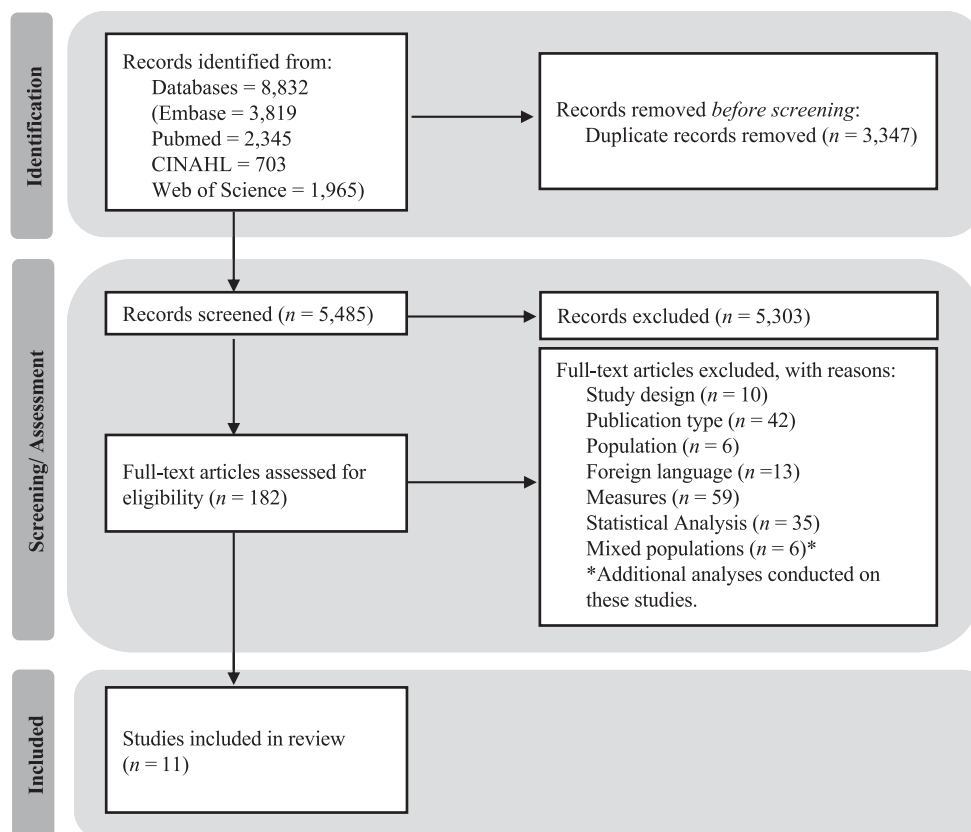 Identification
Records identified from:
Databases = 8,832
(Embase = 3,819
Pubmed = 2,345
CINAHL = 703
Web of Science = 1,965)
Records removed before screening:
Duplicate records removed (n = 3,347)
Screening/ Assessment
Records screened (n = 5,485)
Records excluded (n = 5,303)
Full-text articles assessed for
eligibility (n = 182)
Full-text articles excluded, with reasons:
Study design (n = 10)
Publication type (n = 42)
Population (n = 6)
Foreign language (n =13)
Measures (n = 59)
Statistical Analysis (n = 35)
Mixed populations (n = 6)*
*Additional analyses conducted on
these studies.
Included
Studies included in review
(n = 11)